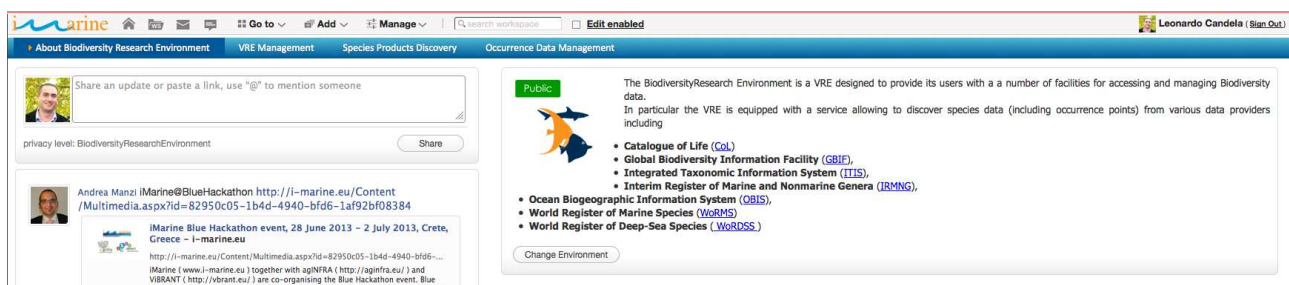 iMarine
Go to
Add
Manage
search workspace
Edit enabled
Leonardo Candela (Sign Out)
About Biodiversity Research Environment
VRE Management
Species Products Discovery
Occurrence Data Management
Share an update or paste a link, use "@" to mention someone
privacy level: BiodiversityResearchEnvironment
Share
Andrea Manzi iMarine@BlueHackathon http://i-marine.eu/Content
/Multimedia.aspx?id=82950c05-1b4d-4940-bfd6-1af92bf08384
iMarine Blue Hackathon event, 28 June 2013 – 2 July 2013, Crete,
Greece – i-marine.eu
http://i-marine.eu/Content/Multimedia.aspx?id=82950c05-1b4d-4940-bfd6-...
iMarine ( www.i-marine.eu ) together with agINFRA ( http://aginfra.eu/ ) and
ViBRANT ( http://vbrant.eu/ ) are co-organising the Blue Hackathon event. Blue
Public
The BiodiversityResearch Environment is a VRE designed to provide its users with a a number of facilities for accessing and managing Biodiversity
data.
In particular the VRE is equipped with a service allowing to discover species data (including occurrence points) from various data providers
including
• Catalogue of Life (CoL)
• Global Biodiversity Information Facility (GBIF),
• Integrated Taxonomic Information System (ITIS),
• Interim Register of Marine and Nonmarine Genera (IRMNG),
• Ocean Biogeographic Information System (OBIS),
• World Register of Marine Species (WoRMS)
• World Register of Deep-Sea Species ( WoRDSS )
Change Environment